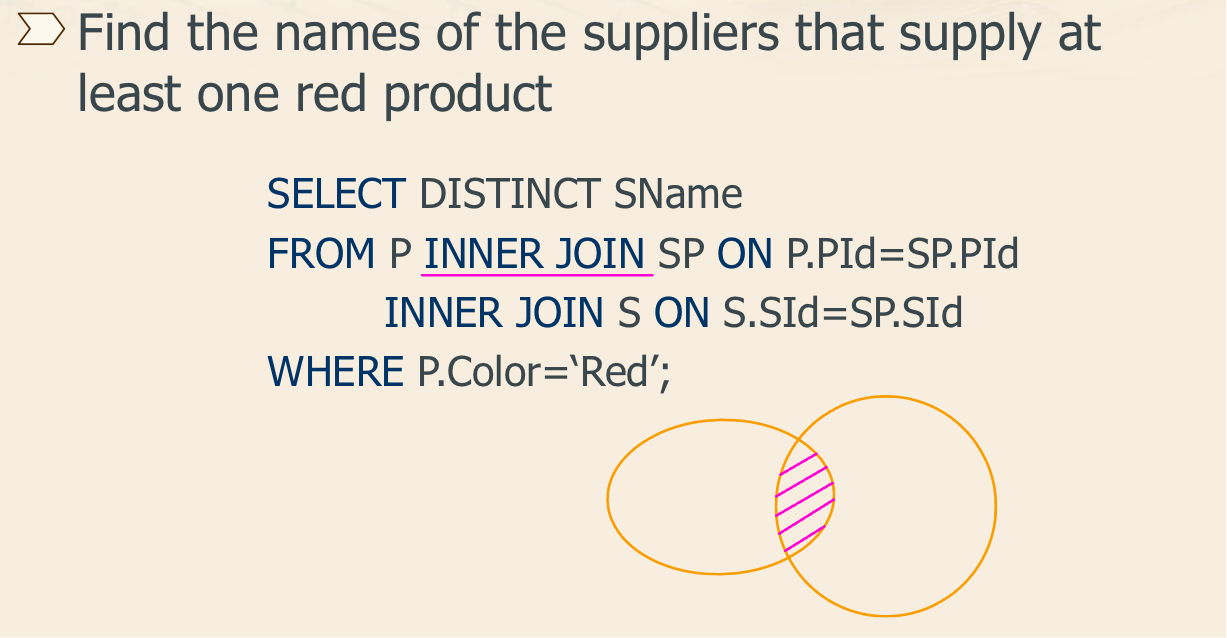 Find the names of the suppliers that supply at
least one red product
SELECT DISTINCT SName
FROM P INNER JOIN SP ON P.PId=SP.PId
INNER JOIN S ON S.SId=SP.SId
WHERE P.Color=‘Red’;